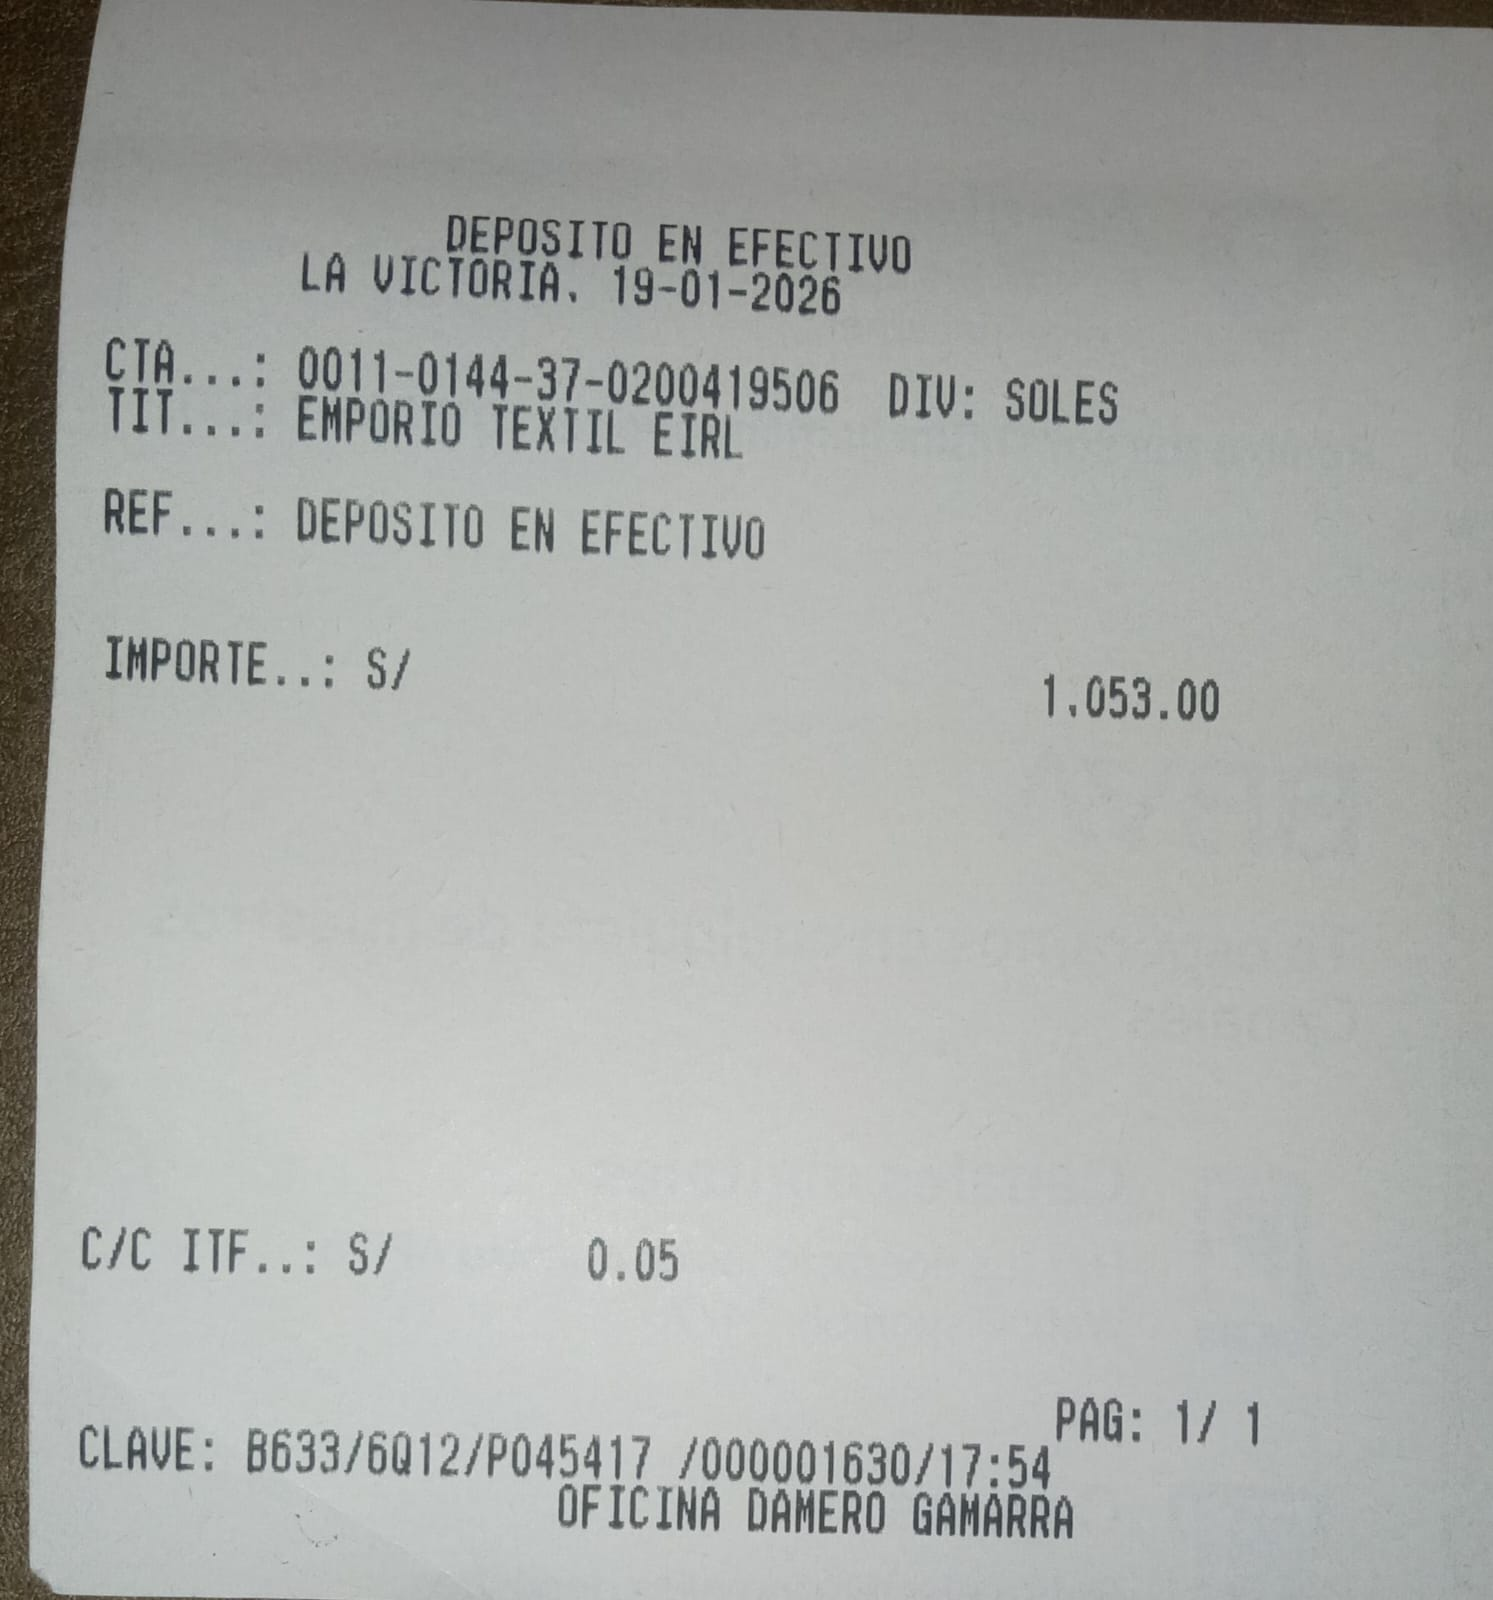 DEPOSITO EN EFECTIVO
LA VICTORIA. 19-01-2026
CTA...: 0011-0144-37-0200419506 DIV: SOLES
TIT...: EMPORIO TEXTIL EIRL
REF...: DEPOSITO EN EFECTIVO
IMPORTE..: S/ 1.053.00
C/C ITF..: S/ 0.05
PAG: 1/ 1
CLAVE: B633/6Q12/P045417 /000001630/17:54
OFICINA DAMERO GAMARRA